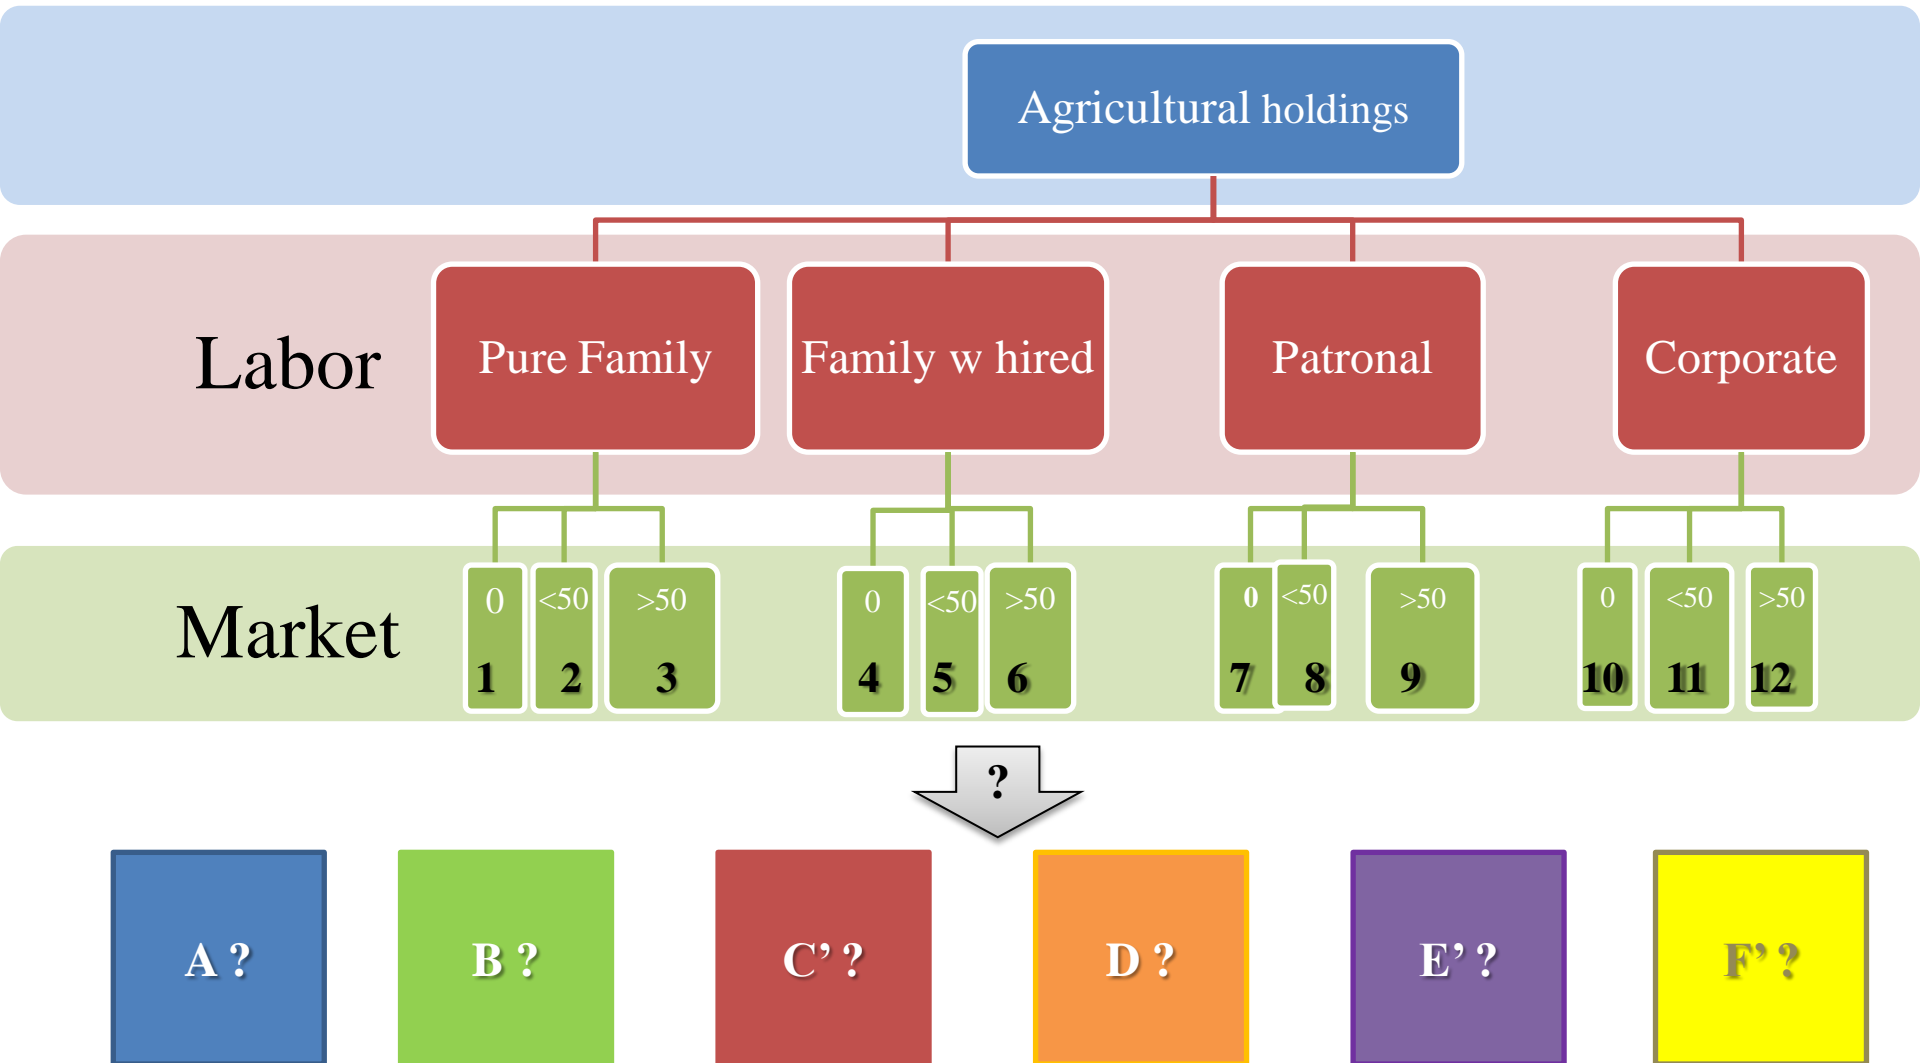 Agricultural holdings
Labor
Pure Family
Family w hired
Patronal
Corporate
Market
0 <50 >50
1 2 3
0 <50 >50
4 5 6
0 <50 >50
7 8 9
0 <50 >50
10 11 12
?
A ?
B ?
C’ ?
D ?
E’ ?
F’ ?